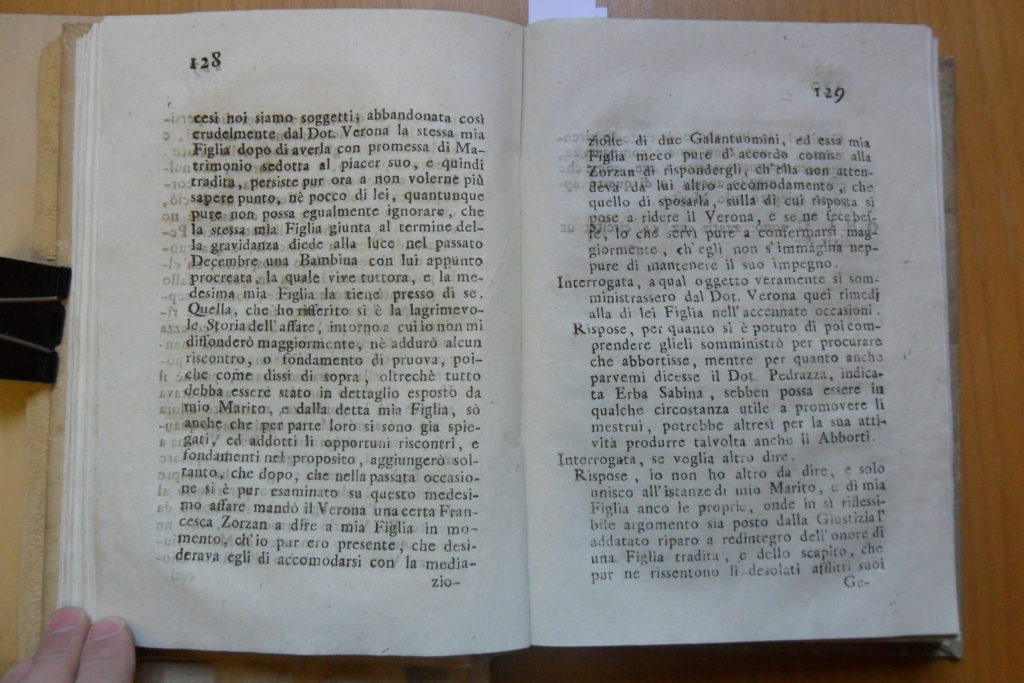 128
cesi noi siamo soggetti; abbandonata così
crudelmente dal Dot. Verona la stessa mia
Figlia dopo di averla con promessa di Ma-
trimonio sedotta al piacer suo, e quindi
tradita, persiste pur ora a non volerne più
sapere punto, nè pocco di lei, quantunque
pure non possa egualmente ignorare, che
la stessa mia Figlia giunta al termine del-
la gravidanza diede alla luce nel passato
Decembre una Bambina con lui appunto
procreata, la quale vive tuttora, e la me-
desima mia Figlia la tiene presso di se.
Quella, che ho rifferito si è la lagrimevo-
le Storia dell'affare, intorno a cui io non mi
diffonderò maggiormente, nè addurò alcun
riscontro, o fondamento di pruova, poi-
che come dissi di sopra, oltrechè tutto
debba essere stato in dettaglio esposto da
mio Marito, e dalla detta mia Figlia, sò
anche che per parte loro si sono gia spie-
gati, ed addotti li opportuni riscontri, e
fondamenti nel proposito, aggiungerò sol-
tanto, che dopo, che nella passata occasio-
ne si è pur esaminato su questo medesi-
mo affare mandò il Verona una certa Fran-
cesca Zorzan a dire a mia Figlia in mo-
mento, ch'io pur ero presente, che desi-
derava egli di accomodarsi con la media-
zio-
129
zione di due Galantuomini, ed essa mia
Figlia meco pure d'accordo comise alla
Zorzan di rispondergli, ch'ella non atten-
deva da lui altro accomodamento, che
quello di sposarla, sulla di cui risposta si
pose a ridere il Verona, e se ne fece bef-
fe, lo che servì pure a confermarsi mag-
giormente, ch'egli non s'immagina nep-
pure di mantenere il suo impegno.
Interrogata, a qual oggetto veramente si som-
ministrassero dal Dot. Verona quei rimedj
alla di lei Figlia nell'accennate occasioni.
Rispose, per quanto si è potuto di poi com-
prendere glieli somministrò per procurare
che abbortisse, mentre per quanto anche
parvemi dicesse il Dot. Pedrazza, indica-
ta Erba Sabina, sebben possa essere in
qualche circostanza utile a promovere li
mestrui, potrebbe altresì per la sua atti-
vità produrre talvolta anche li Abborti.
Interrogata, se voglia altro dire.
Rispose, io non ho altro da dire, e solo
unisco all'istanze di mio Marito, e di mia
Figlia anco le proprie, onde in sì riflessi-
bile argomento sia posto dalla Giustizia l'
addatato riparo a redintegro dell'onore di
una Figlia tradita, e dello scapito, che
pur ne rissentono li desolati afflitti suoi
Ge-